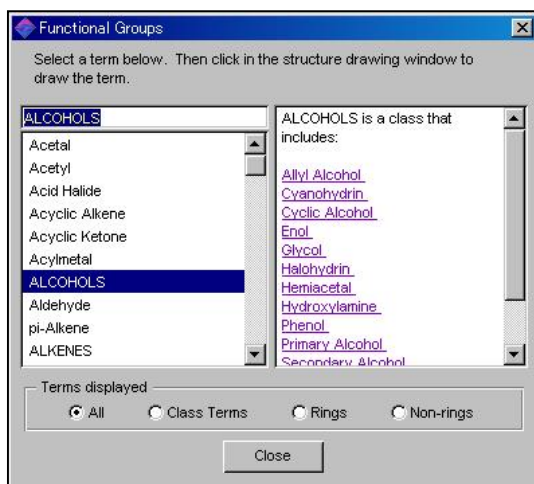 Functional Groups
Select a term below. Then click in the structure drawing window to
draw the term.
ALCOHOLS
Acetal
Acetyl
Acid Halide
Acyclic Alkene
Acyclic Ketone
Acylmetal
ALCOHOLS
Aldehyde
pi-Alkene
ALKENES
ALCOHOLS is a class that
includes:
Allyl Alcohol
Cyanohydrin
Cyclic Alcohol
Enol
Glycol
Halohydrin
Hemiacetal
Hydroxylamine
Phenol
Primary Alcohol
Secondary Alcohol
Terms displayed
All Class Terms Rings Non-rings
Close